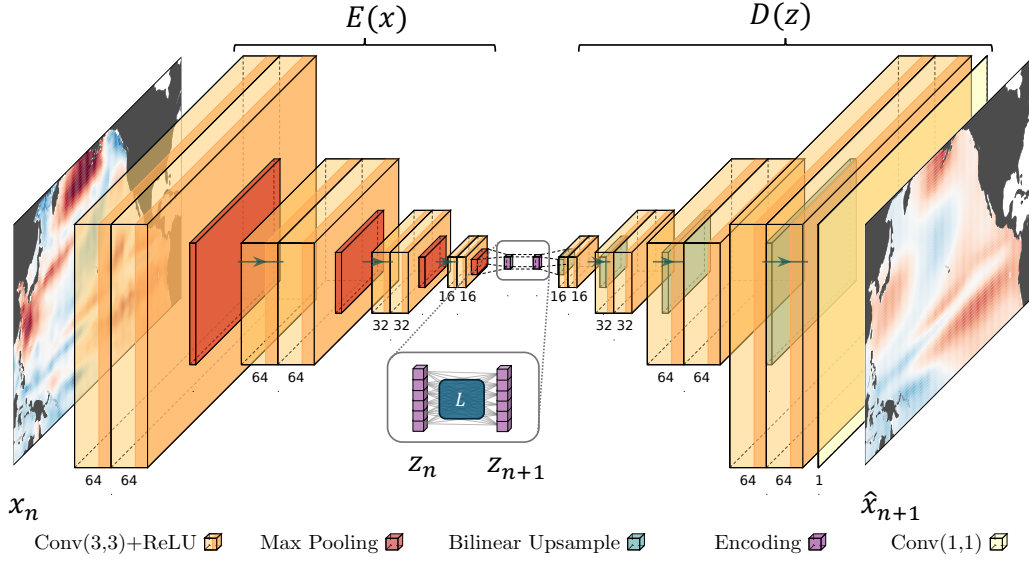 E(x) D(z)
16 16 16 16
32 32 32 32
64 64 64 64
L
z_n z_{n+1}
64 64 64 64 1
x_n x̂_{n+1}
Conv(3,3)+ReLU Max Pooling Bilinear Upsample Encoding Conv(1,1)